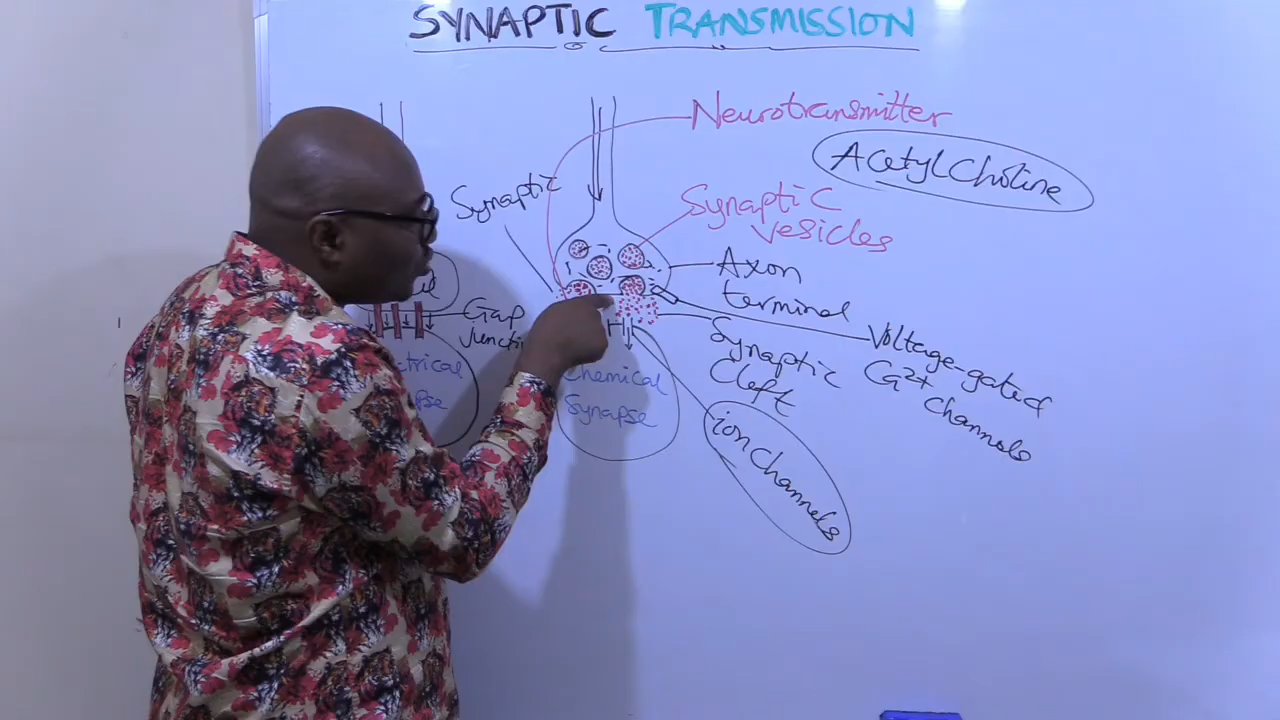 SYNAPTIC TRANSMISSION
Neurotransmitter
Acetylcholine
Synaptic
Synaptic
vesicles
Axon
terminal
Gap
Synaptic
Cleft
Voltage-gated
Ca2+ channels
Chemical
Synapse
ion channels